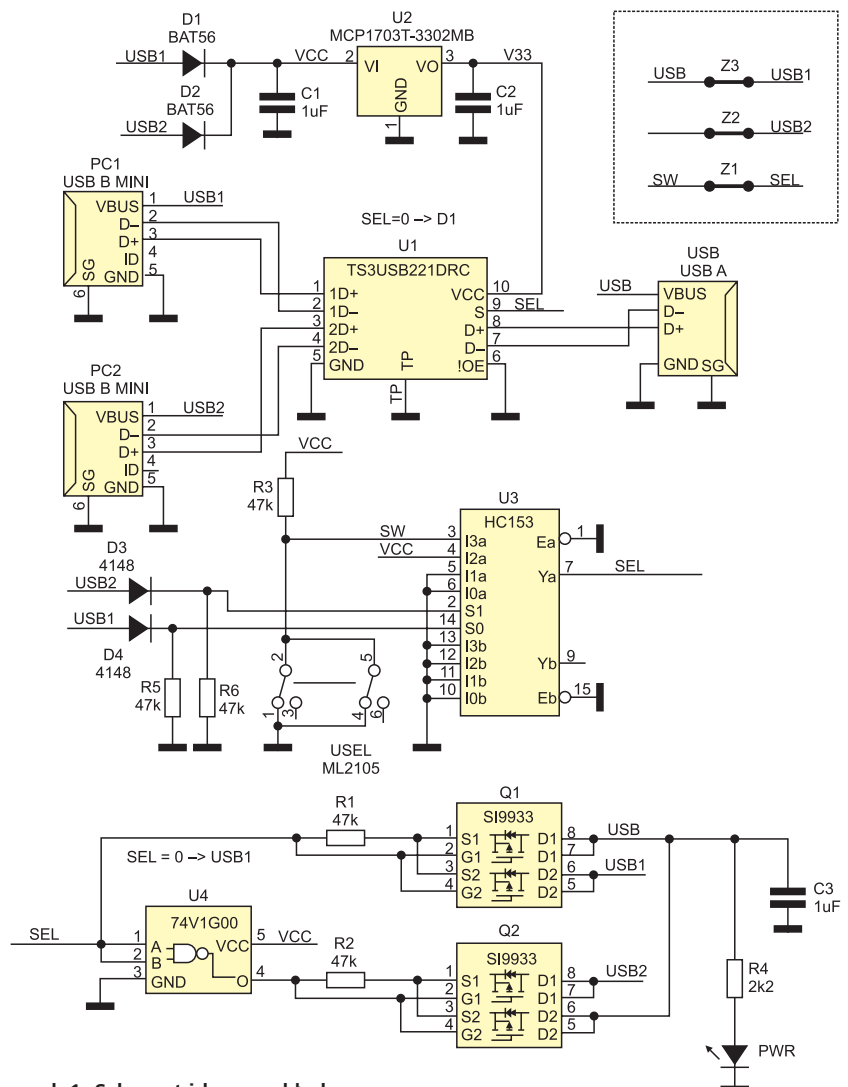 D1
BAT56
USB1
D2
BAT56
USB2
VCC
C1
1uF
U2
MCP1703T-3302MB
2 VI VO 3
GND
1
V33
C2
1uF
USB Z3 USB1
Z2 USB2
SW Z1 SEL
PC1
USB B MINI
VBUS 1 USB1
D– 2
D+ 3
ID 4
GND 5
SG
6
SEL=0 –> D1
U1
TS3USB221DRC
1 1D+ VCC 10
2 1D– S 9 SEL
3 2D+ D+ 8
4 2D– D– 7
5 GND !OE 6
TP
TP
USB
USB A
USB VBUS
D–
D+
GND SG
PC2
USB B MINI
VBUS 1 USB2
D– 2
D+ 3
ID 4
GND 5
SG
6
VCC
R3
47k
U3
HC153
SW 3 I3a Ea 1
VCC 4 I2a
5 I1a Ya 7 SEL
6 I0a
2 S1
14 S0
13 I3b
12 I2b Yb 9
11 I1b
10 I0b Eb 15
D3
4148
USB2
USB1
D4
4148
R5
47k
R6
47k
2 5
1 3 4 6
USEL
ML2105
R1
47k
Q1
SI9933
1 S1 D1 8 USB
2 G1 D1 7
3 S2 D2 6 USB1
4 G2 D2 5
SEL = 0 –> USB1
U4
74V1G00
SEL 1 A VCC 5 VCC
2 B
3 GND O 4
R2
47k
Q2
SI9933
1 S1 D1 8 USB2
2 G1 D1 7
3 S2 D2 6
4 G2 D2 5
C3
1uF
R4
2k2
PWR